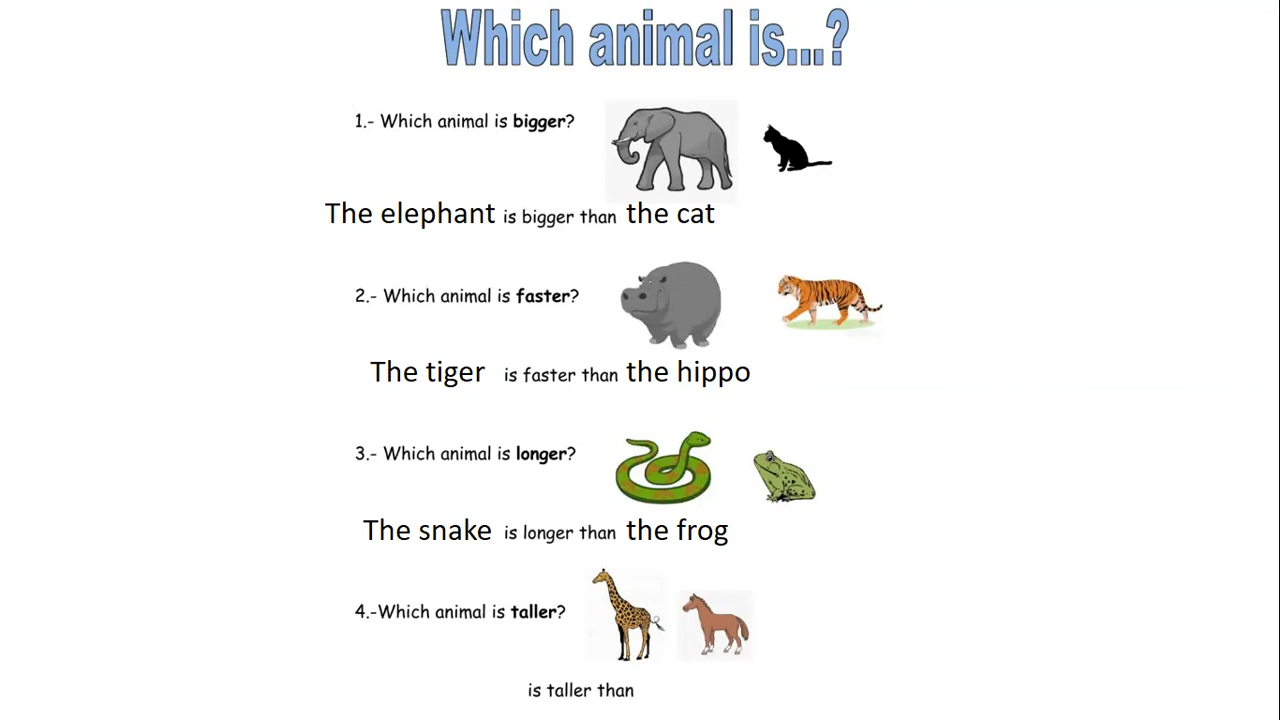 Which animal is...?
1.- Which animal is bigger?
The elephant is bigger than the cat
2.- Which animal is faster?
The tiger is faster than the hippo
3.- Which animal is longer?
The snake is longer than the frog
4.-Which animal is taller?
is taller than